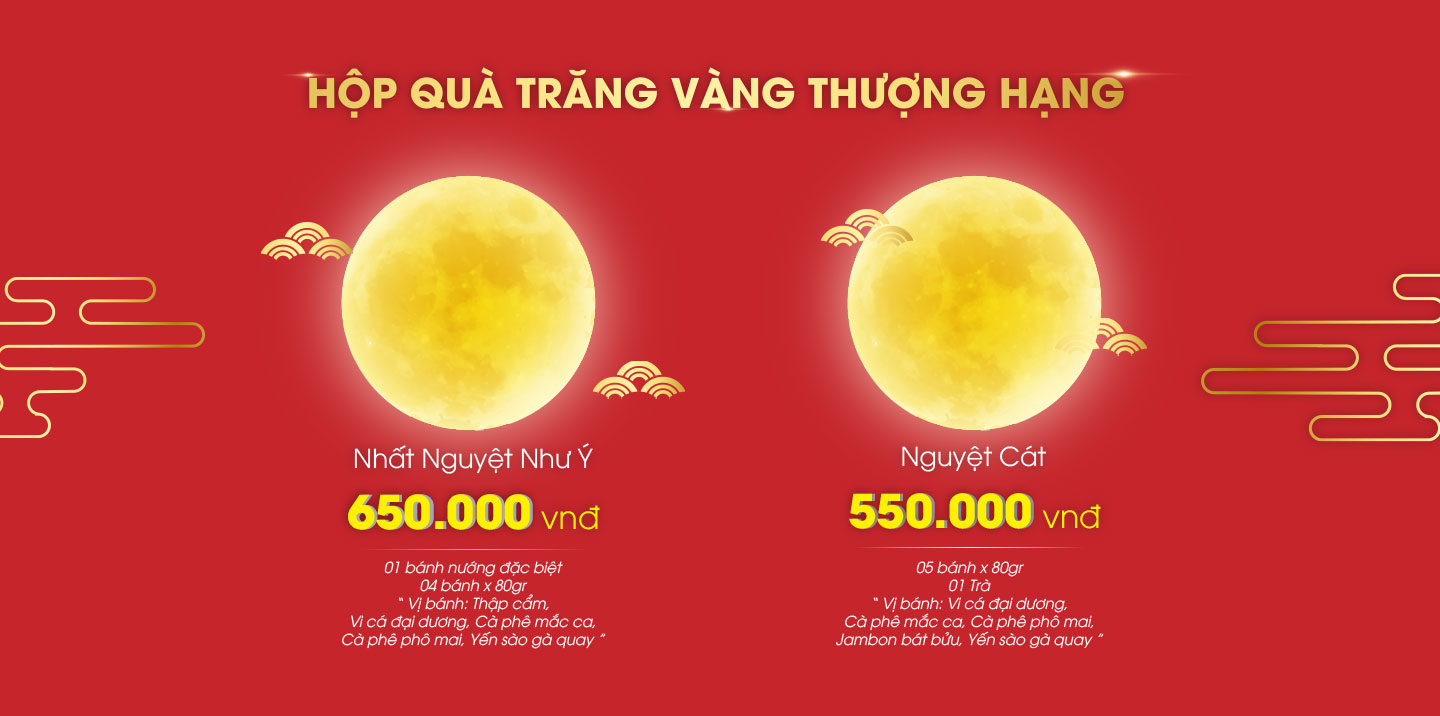 HỘP QUÀ TRĂNG VÀNG THƯỢNG HẠNG
Nhất Nguyệt Như Ý
650.000 vnđ
01 bánh nướng đặc biệt
04 bánh x 80gr
“ Vị bánh: Thập cẩm,
Vi cá đại dương, Cà phê mắc ca,
Cà phê phô mai, Yến sào gà quay ”
Nguyệt Cát
550.000 vnđ
05 bánh x 80gr
01 Trà
“ Vị bánh: Vi cá đại dương,
Cà phê mắc ca, Cà phê phô mai,
Jambon bát bửu, Yến sào gà quay ”